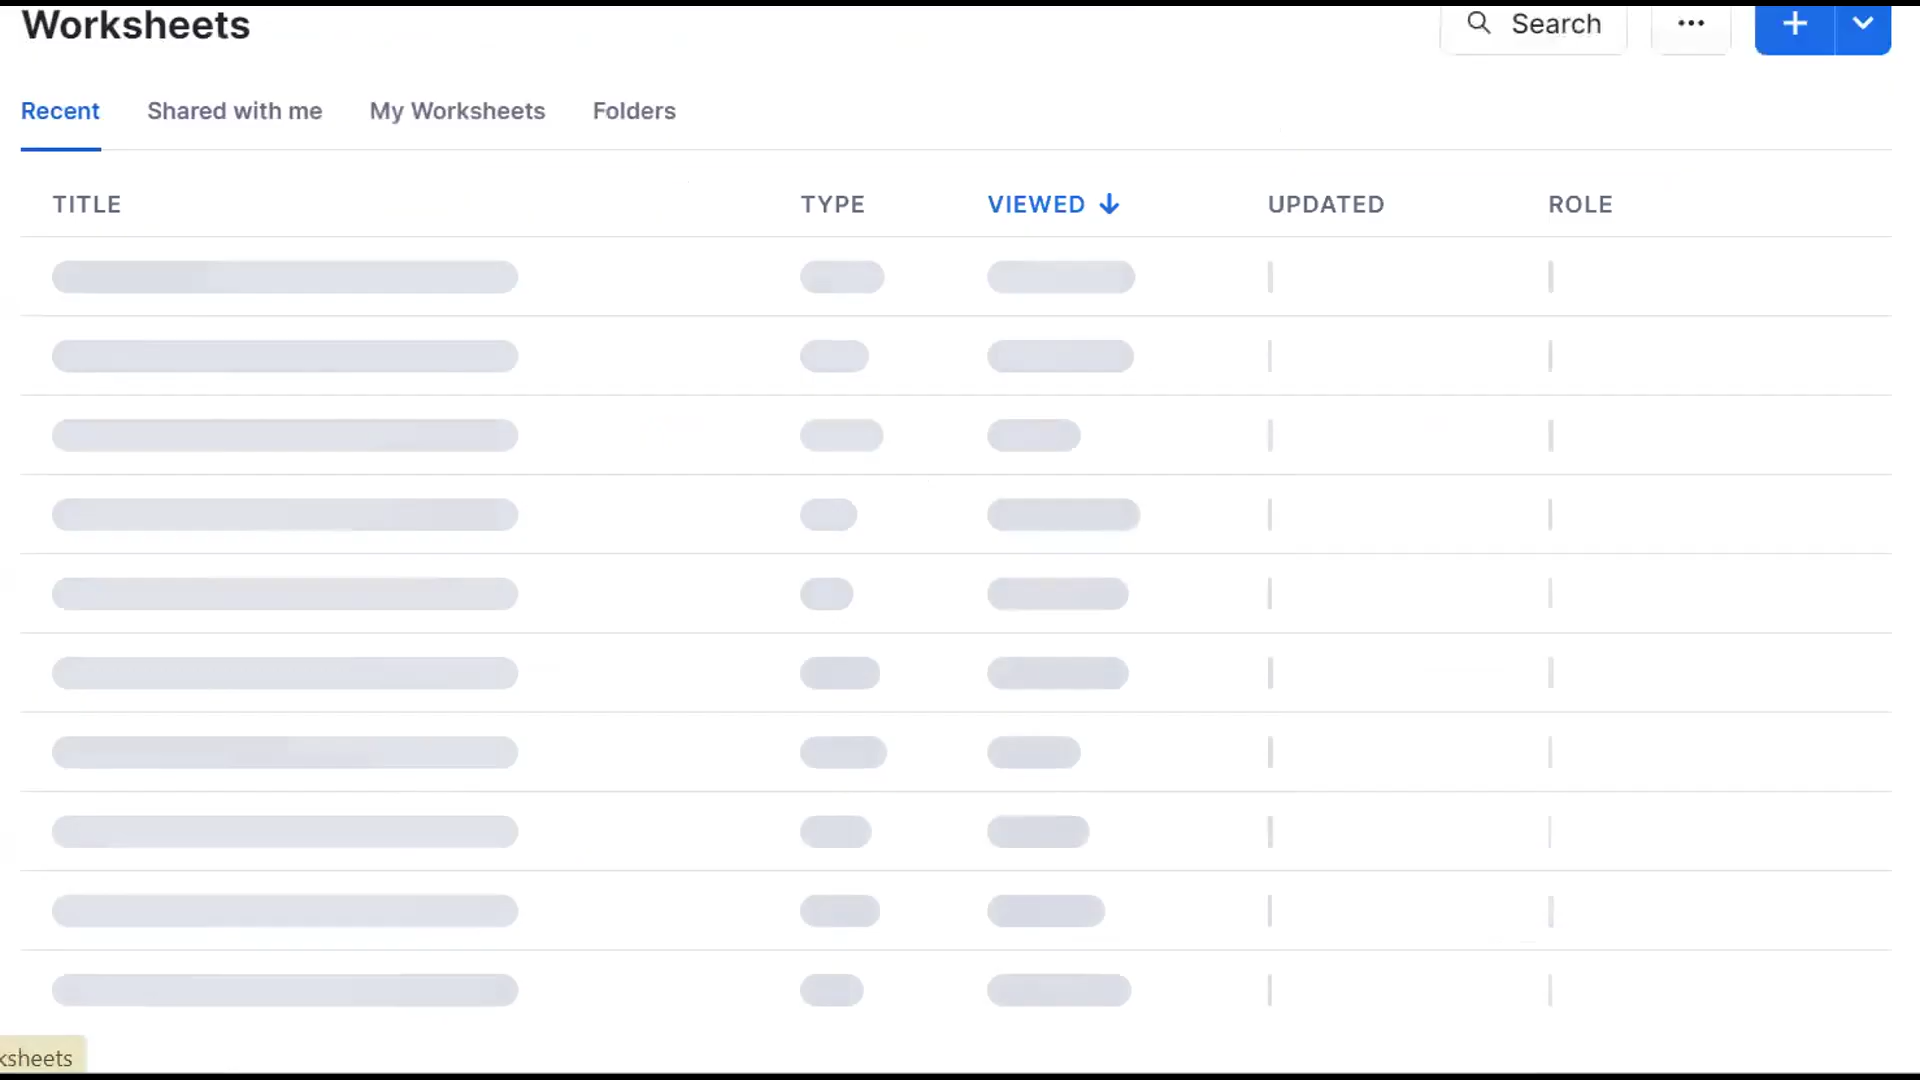 Worksheets
Search
Recent Shared with me My Worksheets Folders
TITLE TYPE VIEWED UPDATED ROLE
ksheets